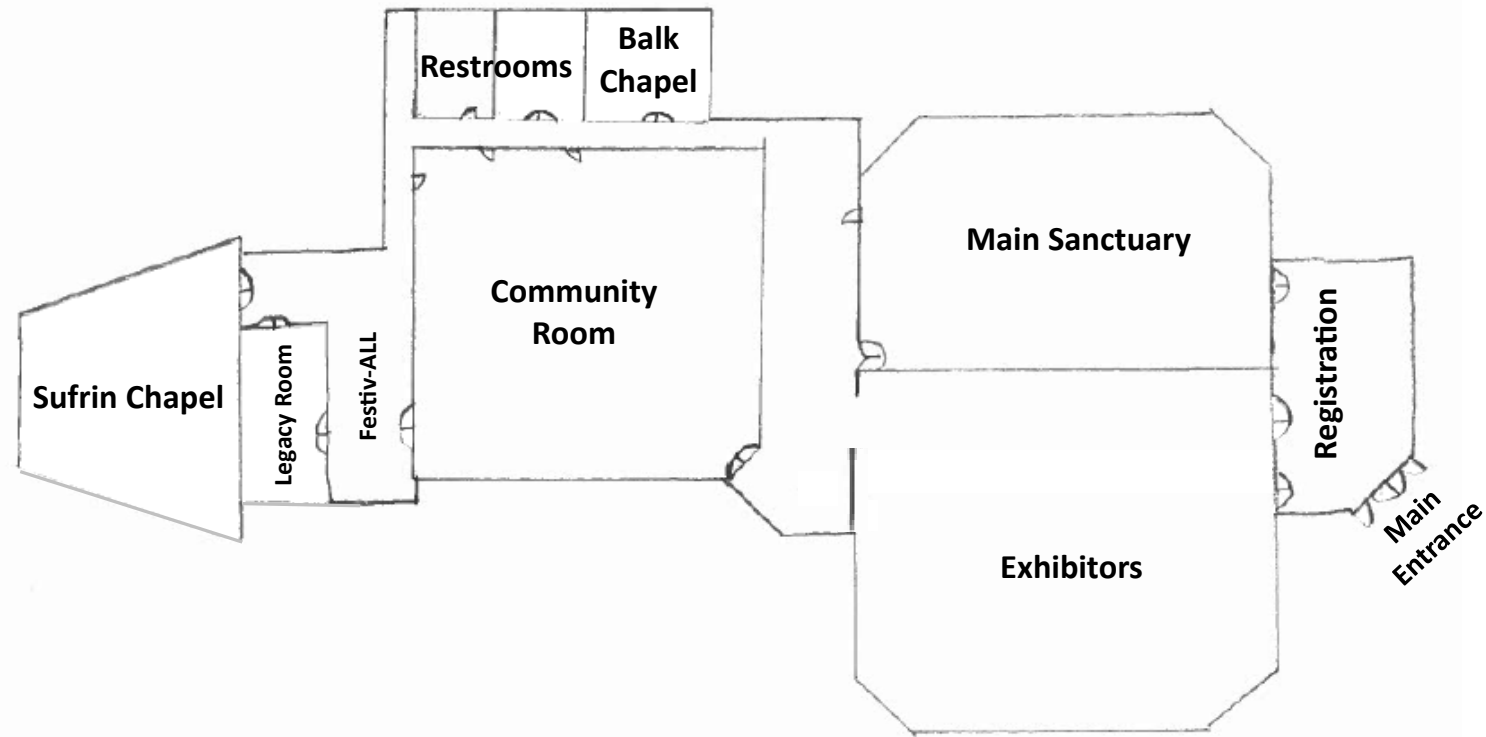 Restrooms
Balk
Chapel
Main Sanctuary
Community
Room
Sufrin Chapel
Legacy Room
Festiv-ALL
Registration
Main
Entrance
Exhibitors